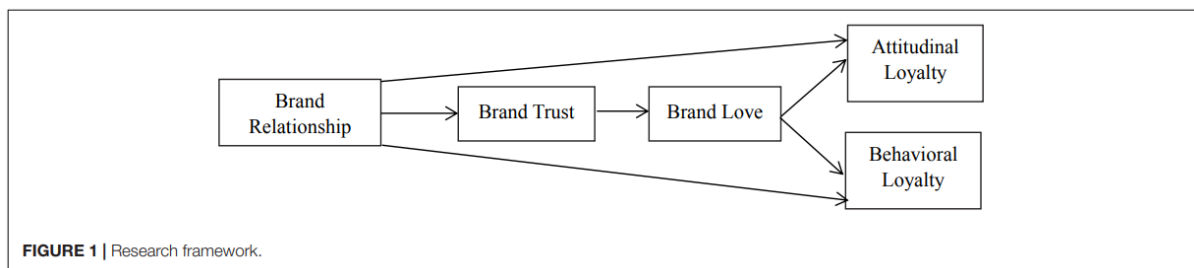 Attitudinal
Loyalty
Brand
Relationship
Brand Trust
Brand Love
Behavioral
Loyalty
FIGURE 1 | Research framework.